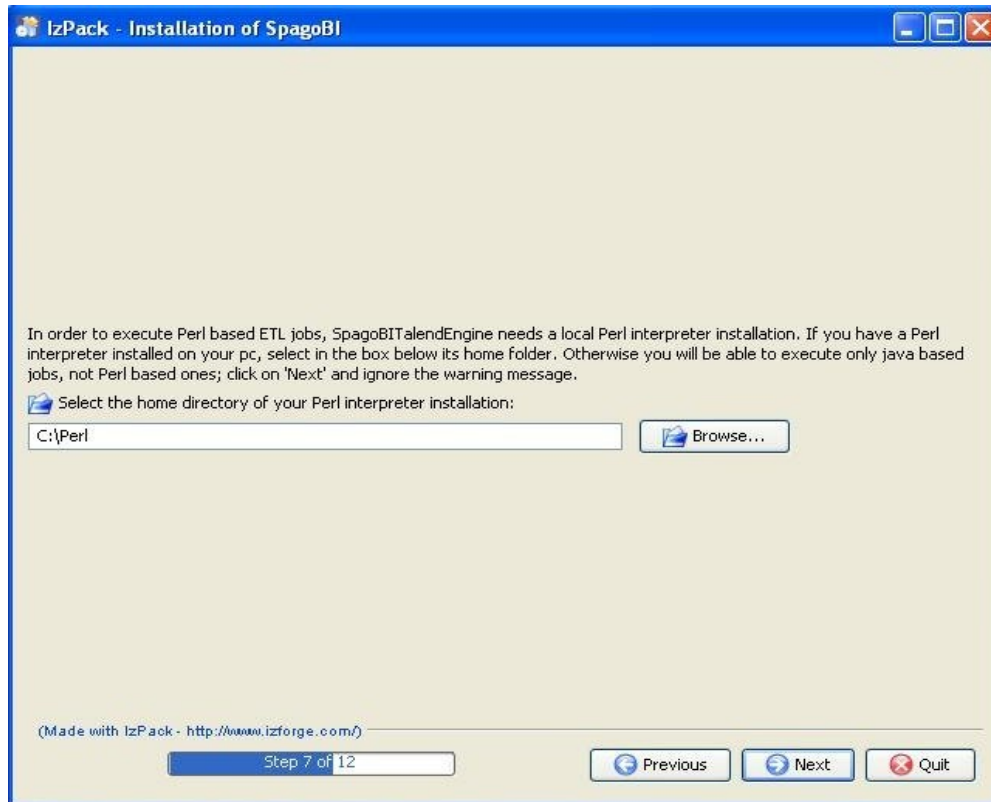 IzPack - Installation of SpagoBI
In order to execute Perl based ETL jobs, SpagoBITalendEngine needs a local Perl interpreter installation. If you have a Perl
interpreter installed on your pc, select in the box below its home folder. Otherwise you will be able to execute only java based
jobs, not Perl based ones; click on 'Next' and ignore the warning message.
Select the home directory of your Perl interpreter installation:
C:\Perl
Browse...
(Made with IzPack - http://www.izforge.com/)
Step 7 of 12
Previous
Next
Quit